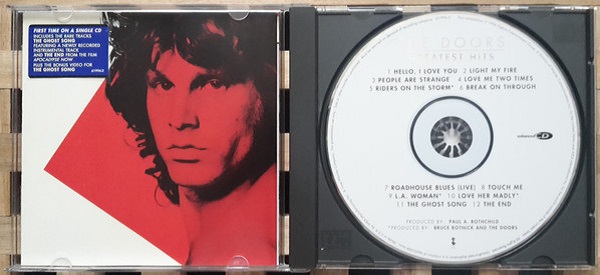 FIRST TIME ON A SINGLE CD
INCLUDES THE RARE TRACKS
THE GHOST SONG
FEATURING A NEWLY RECORDED
INSTRUMENTAL TRACK
AND THE END FROM THE FILM
APOCALYPSE NOW
PLUS THE BONUS VIDEO FOR
THE GHOST SONG
DOORS
GREATEST HITS
1 HELLO, I LOVE YOU 2 LIGHT MY FIRE
3 PEOPLE ARE STRANGE 4 LOVE ME TWO TIMES
5 RIDERS ON THE STORM* 6 BREAK ON THROUGH
enhanced CD
7 ROADHOUSE BLUES (LIVE) 8 TOUCH ME
9 L.A. WOMAN* 10 LOVE HER MADLY*
11 THE GHOST SONG 12 THE END
PRODUCED BY: PAUL A. ROTHCHILD
*PRODUCED BY: BRUCE BOTNICK AND THE DOORS